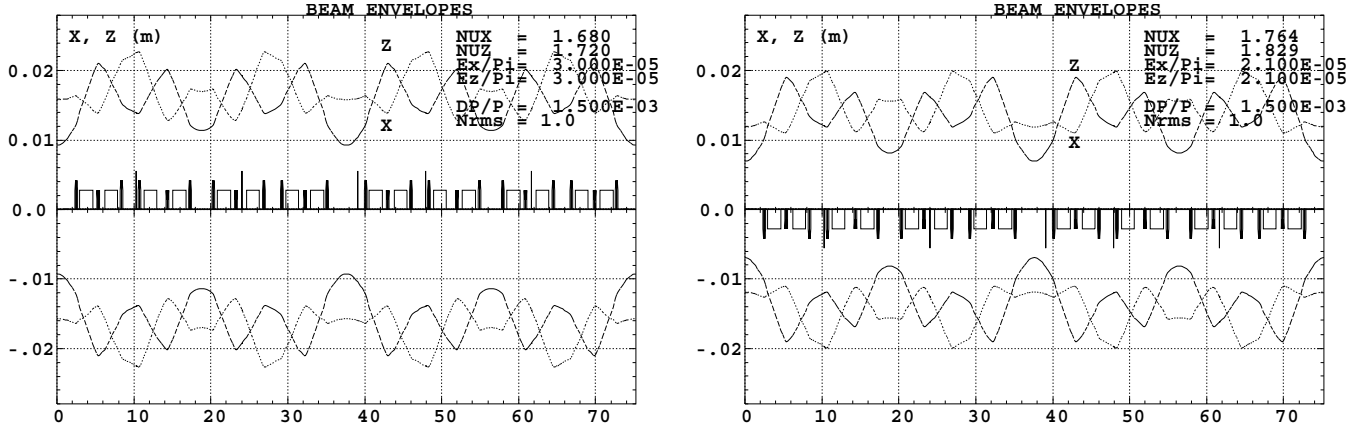 BEAM ENVELOPES
X, Z (m)
NUX = 1.680
NUZ = 1.720
Ex/Pi= 3.000E-05
Ez/Pi= 3.000E-05
DP/P = 1.500E-03
Nrms = 1.0
Z
X
0.02
0.01
0.0
-.01
-.02
0 10 20 30 40 50 60 70
BEAM ENVELOPES
X, Z (m)
NUX = 1.764
NUZ = 1.829
Ex/Pi= 2.100E-05
Ez/Pi= 2.100E-05
DP/P = 1.500E-03
Nrms = 1.0
Z
X
0.02
0.01
0.0
-.01
-.02
0 10 20 30 40 50 60 70